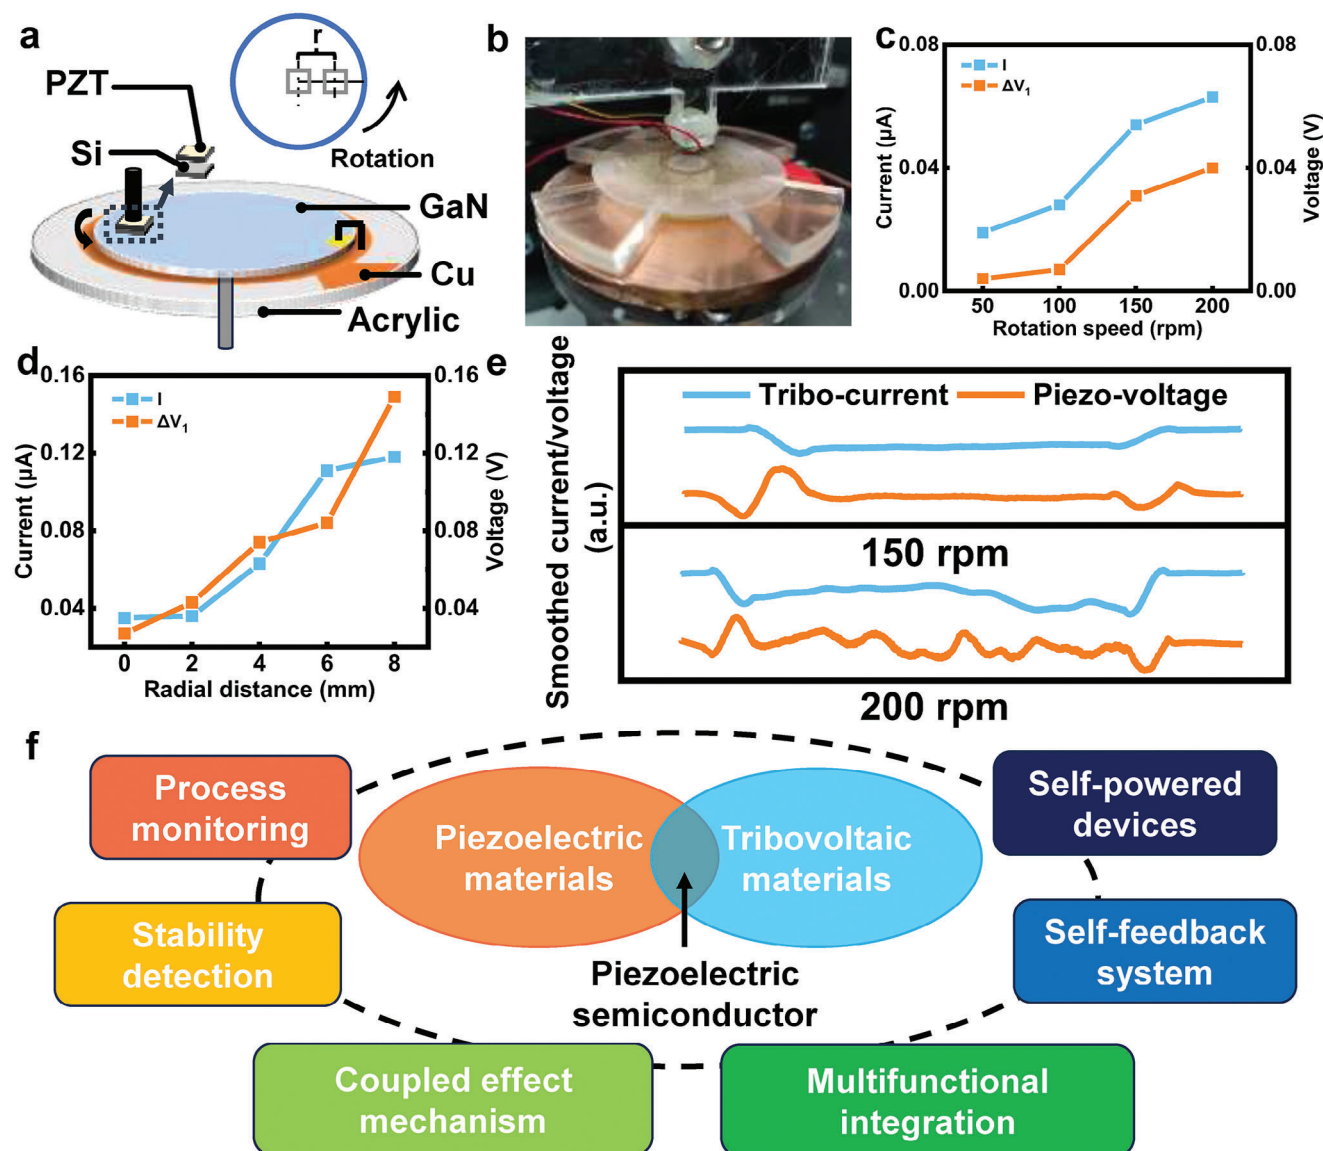 a
r
PZT
Si
Rotation
GaN
Cu
Acrylic
b
c
0.08
0.04
0.00
Current (μA)
I
ΔV₁
50
100
150
200
Rotation speed (rpm)
0.08
0.04
0.00
Voltage (V)
d
0.16
0.12
0.08
0.04
Current (μA)
I
ΔV₁
0
2
4
6
8
Radial distance (mm)
0.16
0.12
0.08
0.04
Voltage (V)
e
Smoothed current/voltage
(a.u.)
Tribo-current
Piezo-voltage
150 rpm
200 rpm
f
Process
monitoring
Stability
detection
Coupled effect
mechanism
Piezoelectric
materials
Tribovoltaic
materials
Piezoelectric
semiconductor
Self-powered
devices
Self-feedback
system
Multifunctional
integration